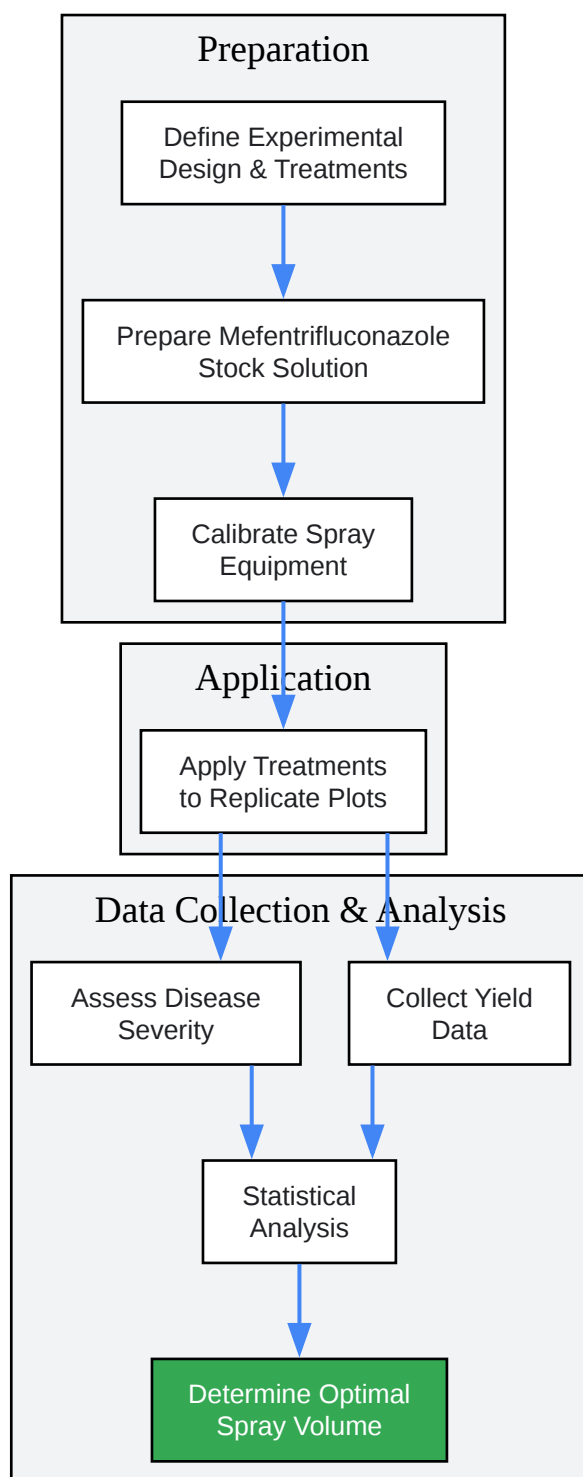 Preparation
Define Experimental
Design & Treatments
Prepare Mefentrifluconazole
Stock Solution
Calibrate Spray
Equipment
Application
Apply Treatments
to Replicate Plots
Data Collection & Analysis
Assess Disease
Severity
Collect Yield
Data
Statistical
Analysis
Determine Optimal
Spray Volume